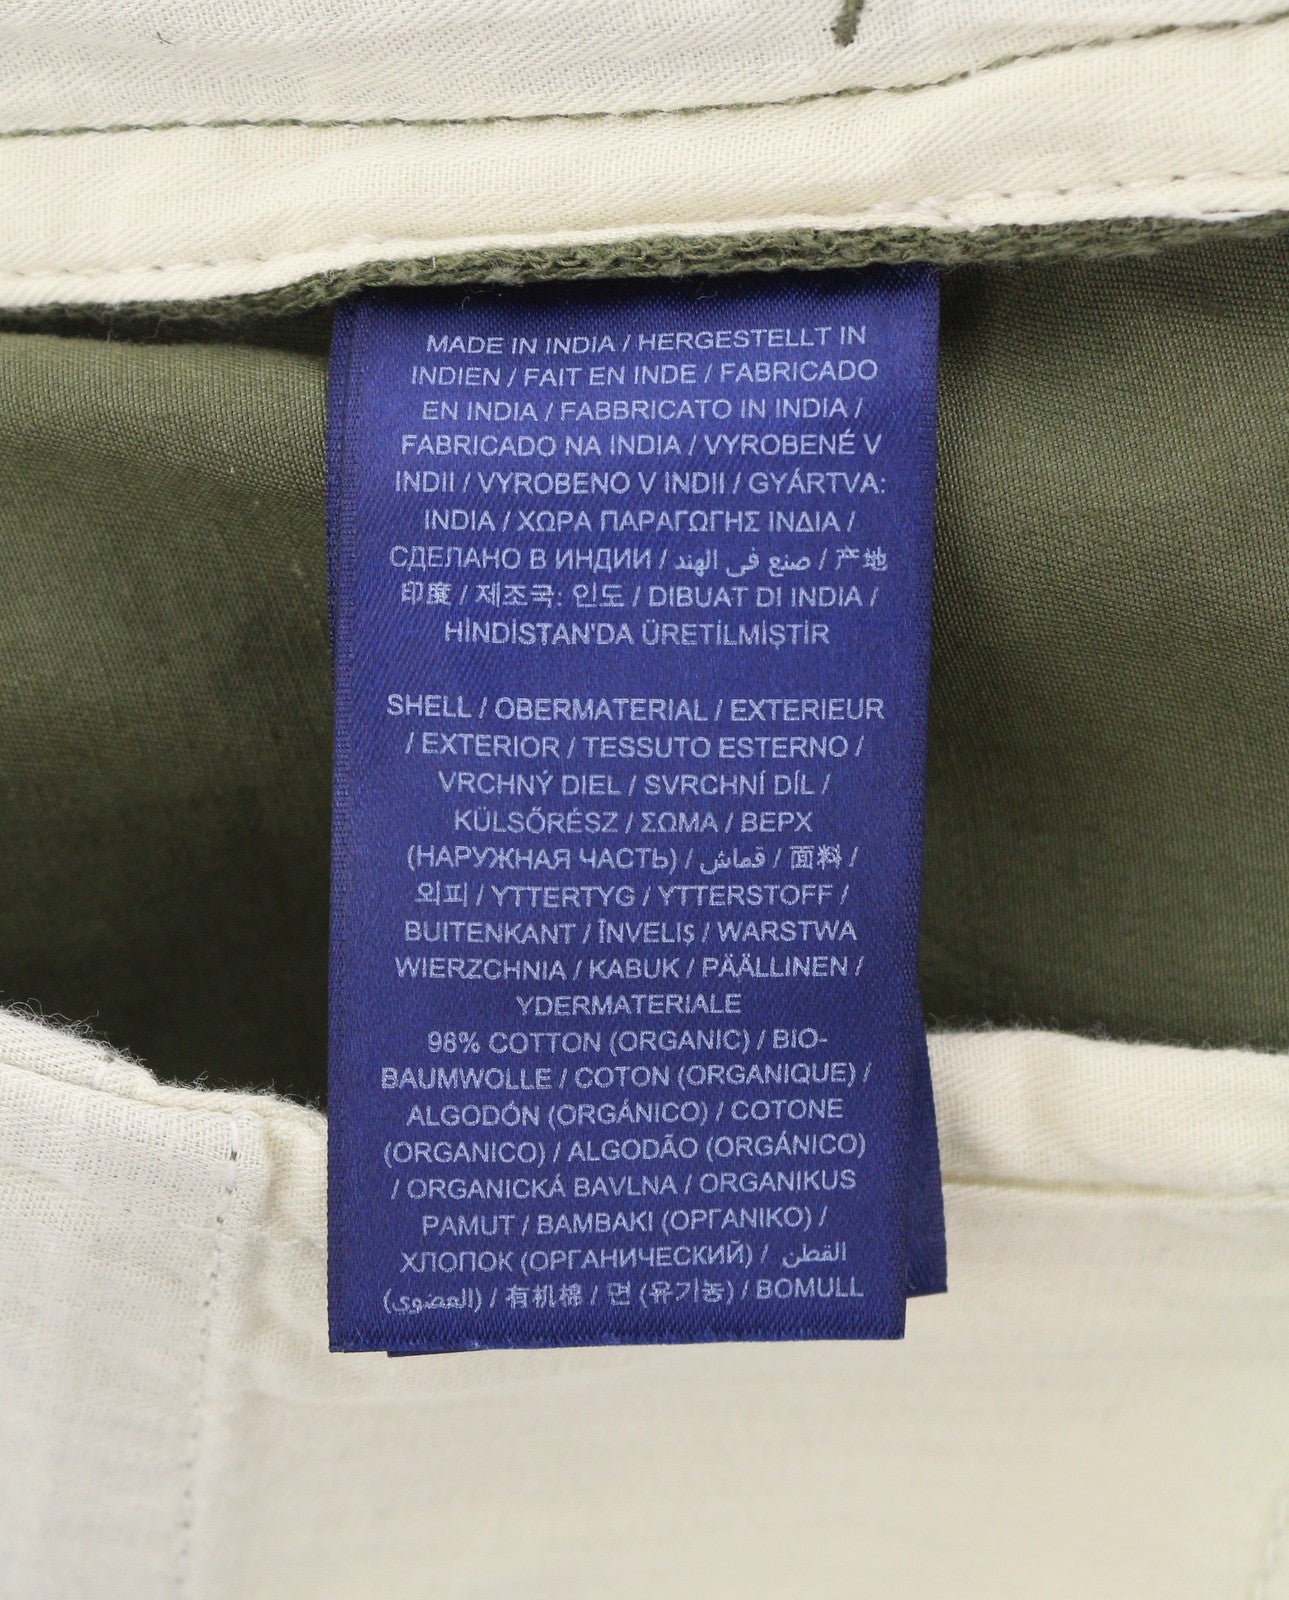 MADE IN INDIA / HERGESTELLT IN
INDIEN / FAIT EN INDE / FABRICADO
EN INDIA / FABBRICATO IN INDIA /
FABRICADO NA INDIA / VYROBENÉ V
INDII / VYROBENO V INDII / GYÁRTVA:
INDIA / ΧΩΡΑ ΠΑΡΑΓΩΓΗΣ ΙΝΔΙΑ /
СДЕЛАНО В ИНДИИ / صنع في الهند / 产地
印度 / 제조국: 인도 / DIBUAT DI INDIA /
HİNDİSTAN'DA ÜRETİLMİŞTİR
SHELL / OBERMATERIAL / EXTERIEUR
/ EXTERIOR / TESSUTO ESTERNO /
VRCHNÝ DIEL / SVRCHNÍ DÍL /
KÜLSŐRÉSZ / ΣΩΜΑ / ВЕРХ
(НАРУЖНАЯ ЧАСТЬ) / قماش / 面料 /
외피 / YTTERTYG / YTTERSTOFF /
BUITENKANT / ÎNVELIȘ / WARSTWA
WIERZCHNIA / KABUK / PÄÄLLINEN /
YDERMATERIALE
98% COTTON (ORGANIC) / BIO-
BAUMWOLLE / COTON (ORGANIQUE) /
ALGODÓN (ORGÁNICO) / COTONE
(ORGANICO) / ALGODÃO (ORGÁNICO)
/ ORGANICKÁ BAVLNA / ORGANIKUS
PAMUT / ΒΑΜΒΑΚΙ (ΟΡΓΑΝΙΚΟ) /
ХЛОПОК (ОРГАНИЧЕСКИЙ) / القطن
(العضوي) / 有机棉 / 면 (유기농) / BOMULL